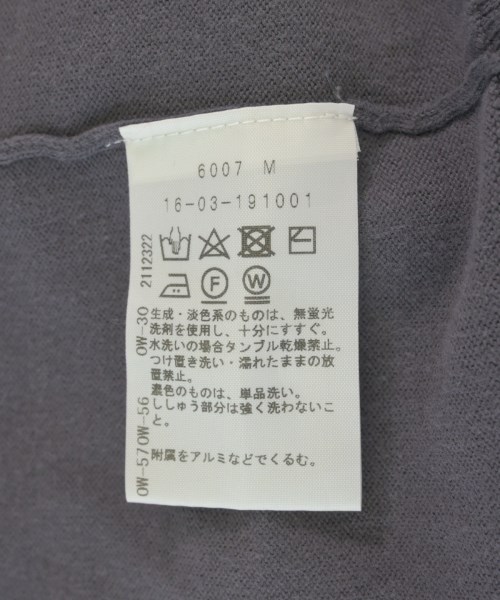 6007 M
16-03-191001
F
W
生成・淡色系のものは、無蛍光
洗剤を使用し、十分にすすぐ。
水洗いの場合タンブル乾燥禁止。
つけ置き洗い・濡れたままの放
置禁止。
濃色のものは、単品洗い。
ししゅう部分は強く洗わないこ
と。
附属をアルミなどでくるむ。
OW-57OW-56 OW-30 2112322